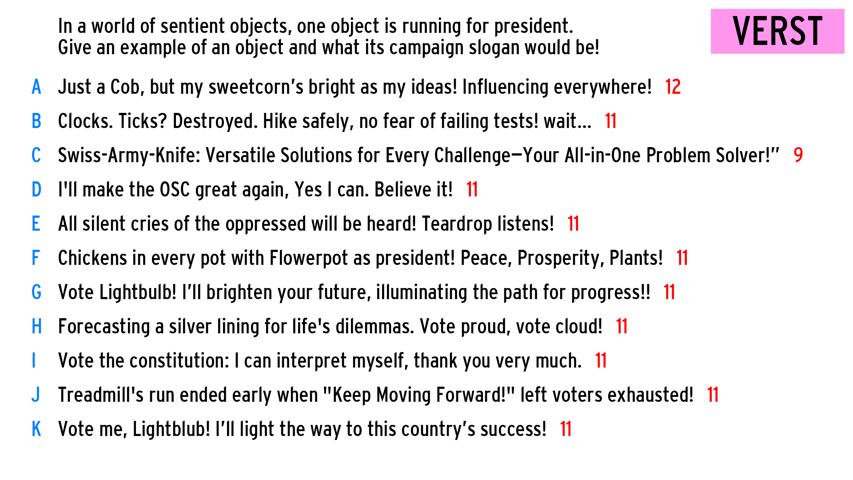 In a world of sentient objects, one object is running for president.
Give an example of an object and what its campaign slogan would be!
VERST
A Just a Cob, but my sweetcorn's bright as my ideas! Influencing everywhere! 12
B Clocks. Ticks? Destroyed. Hike safely, no fear of failing tests! wait... 11
C Swiss-Army-Knife: Versatile Solutions for Every Challenge—Your All-in-One Problem Solver!” 9
D I'll make the OSC great again, Yes I can. Believe it! 11
E All silent cries of the oppressed will be heard! Teardrop listens! 11
F Chickens in every pot with Flowerpot as president! Peace, Prosperity, Plants! 11
G Vote Lightbulb! I’ll brighten your future, illuminating the path for progress!! 11
H Forecasting a silver lining for life's dilemmas. Vote proud, vote cloud! 11
I Vote the constitution: I can interpret myself, thank you very much. 11
J Treadmill's run ended early when "Keep Moving Forward!" left voters exhausted! 11
K Vote me, Lightblub! I’ll light the way to this country’s success! 11